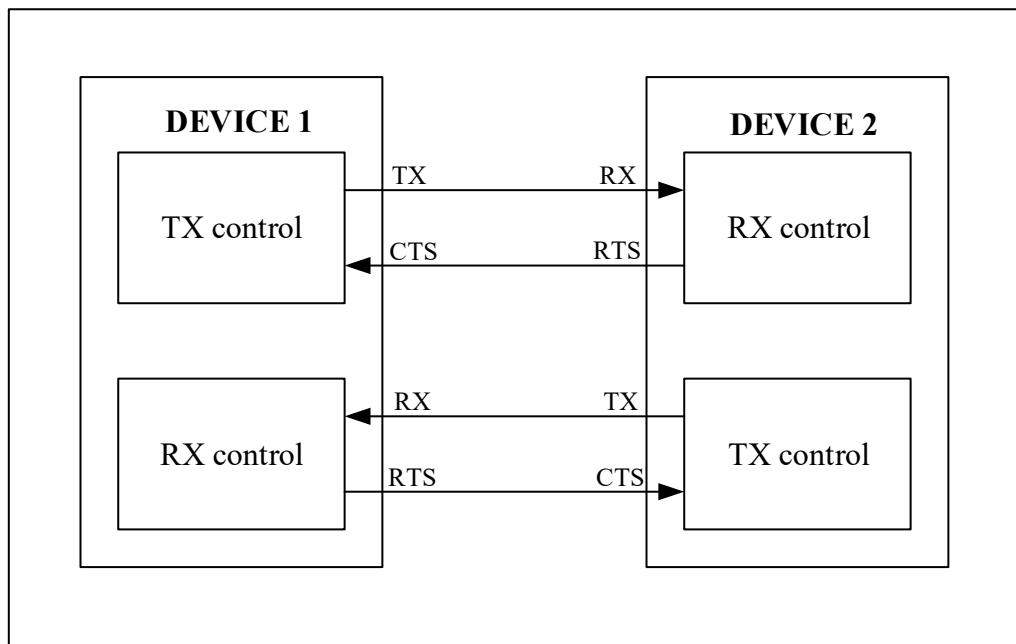 DEVICE 1
DEVICE 2
TX control
TX
RX
RX control
CTS
RTS
RX control
RX
TX
TX control
RTS
CTS